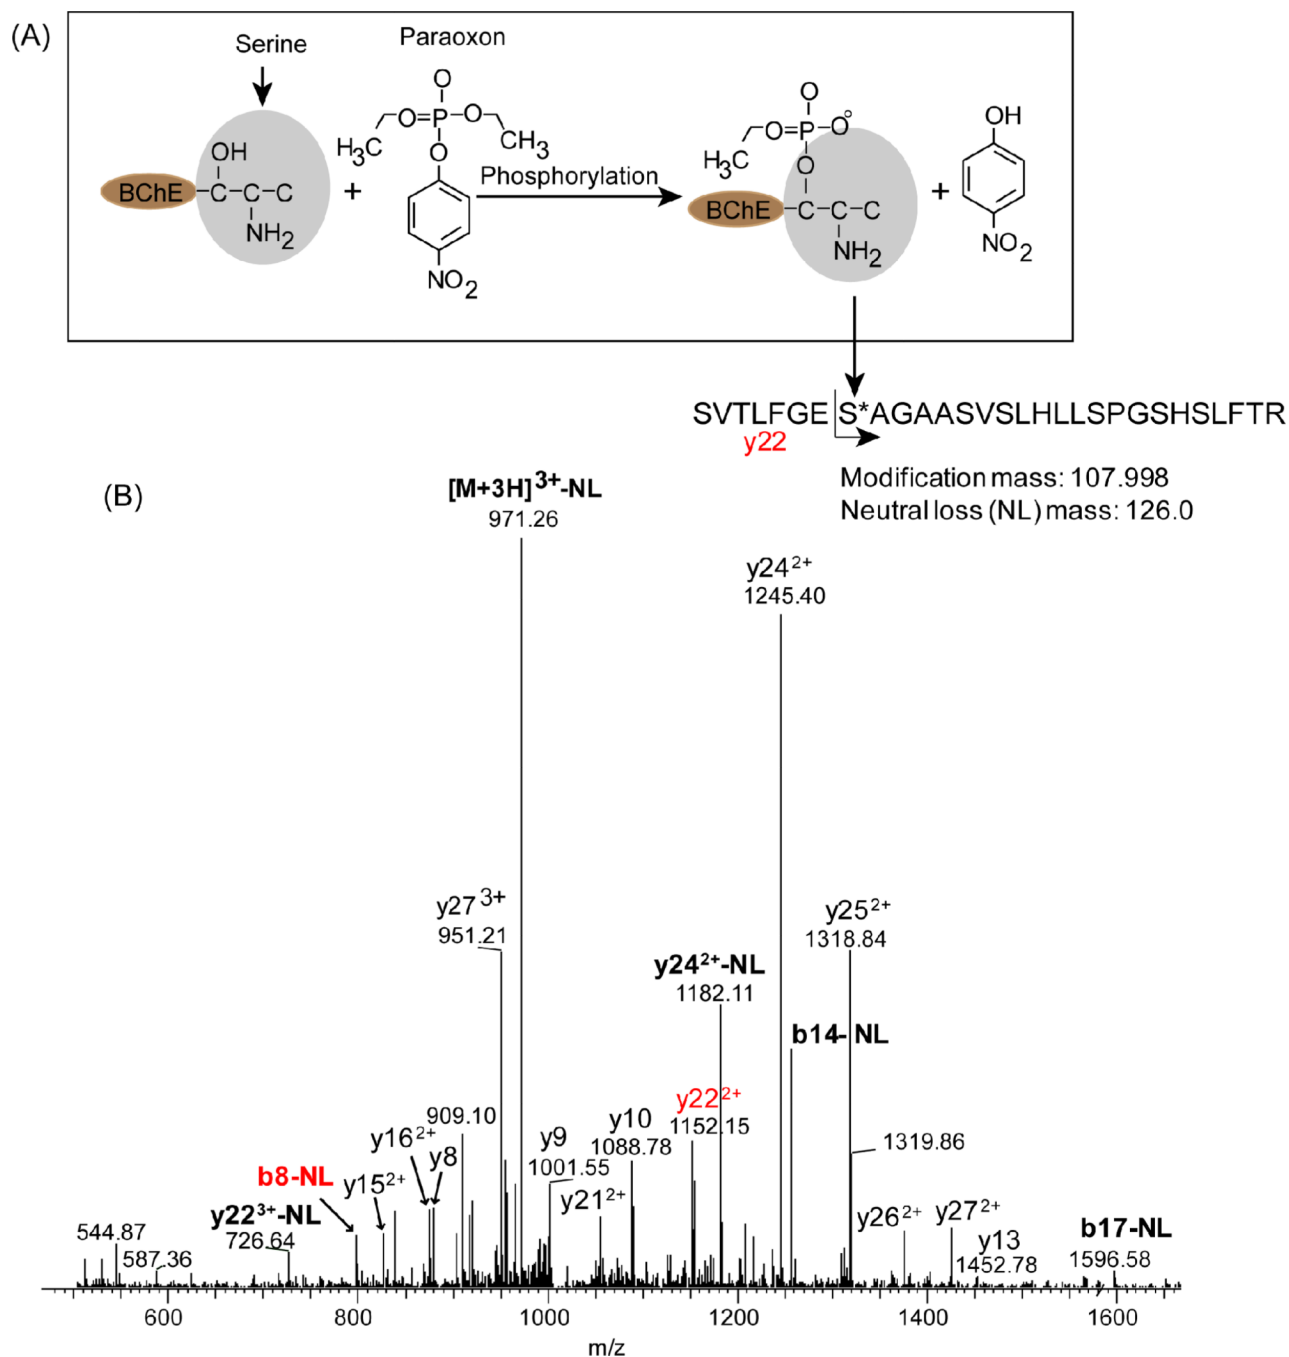 (A)
Serine
Paraoxon
OH
BChE
C
C
C
NH2
+
O
O
P
O
H3C
CH3
O
NO2
Phosphorylation
O
O
P
O
H3C
O
BChE
C
C
C
NH2
+
OH
NO2
SVTLFGE S*AGAASVSLHLLSPGSHSLFTR
y22
Modification mass: 107.998
Neutral loss (NL) mass: 126.0
(B)
[M+3H]3+-NL
971.26
y24 2+
1245.40
y27 3+
951.21
y25 2+
1318.84
y24 2+-NL
1182.11
b14- NL
y22 2+
1152.15
909.10
y16 2+
y8
y9
1001.55
y10
1088.78
1319.86
b8-NL
y15 2+
y21 2+
y22 3+-NL
726.64
y26 2+
y27 2+
y13
1452.78
b17-NL
1596.58
544.87
587.36
600
800
1000
1200
1400
1600
m/z